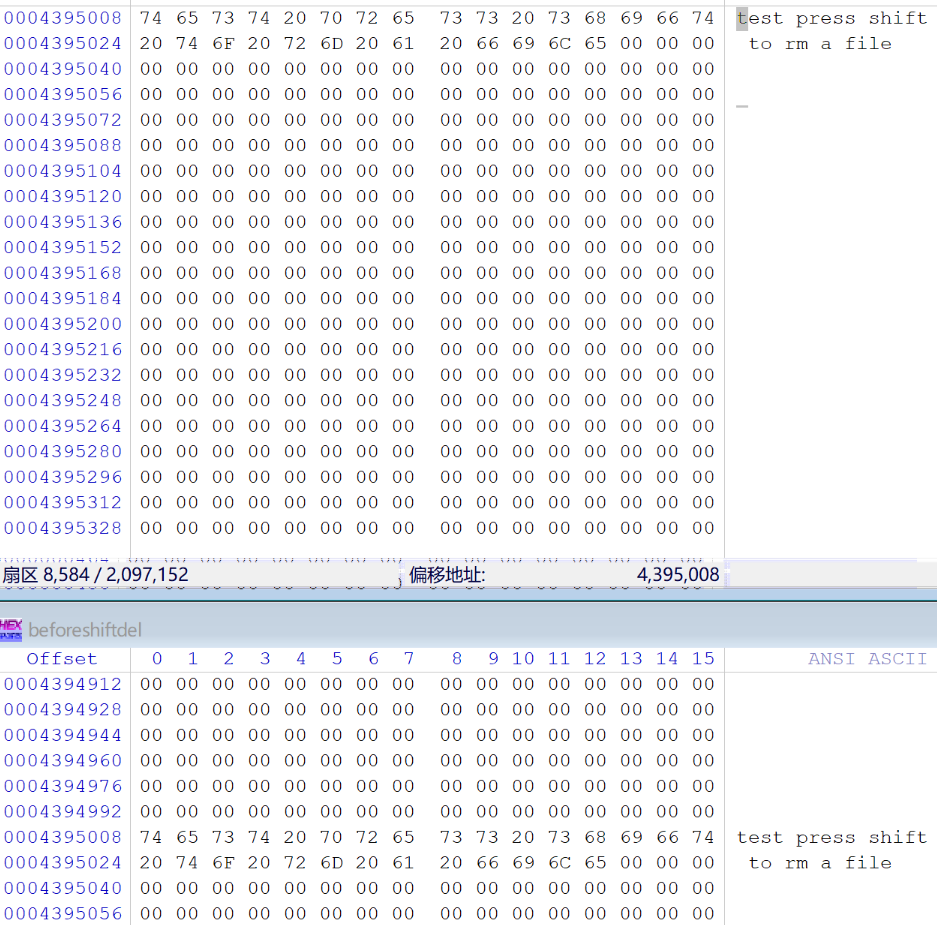 0004395008 74 65 73 74 20 70 72 65 73 73 20 73 68 69 66 74 test press shift
0004395024 20 74 6F 20 72 6D 20 61 20 66 69 6C 65 00 00 00 to rm a file
0004395040 00 00 00 00 00 00 00 00 00 00 00 00 00 00 00 00
0004395056 00 00 00 00 00 00 00 00 00 00 00 00 00 00 00 00
0004395072 00 00 00 00 00 00 00 00 00 00 00 00 00 00 00 00
0004395088 00 00 00 00 00 00 00 00 00 00 00 00 00 00 00 00
0004395104 00 00 00 00 00 00 00 00 00 00 00 00 00 00 00 00
0004395120 00 00 00 00 00 00 00 00 00 00 00 00 00 00 00 00
0004395136 00 00 00 00 00 00 00 00 00 00 00 00 00 00 00 00
0004395152 00 00 00 00 00 00 00 00 00 00 00 00 00 00 00 00
0004395168 00 00 00 00 00 00 00 00 00 00 00 00 00 00 00 00
0004395184 00 00 00 00 00 00 00 00 00 00 00 00 00 00 00 00
0004395200 00 00 00 00 00 00 00 00 00 00 00 00 00 00 00 00
0004395216 00 00 00 00 00 00 00 00 00 00 00 00 00 00 00 00
0004395232 00 00 00 00 00 00 00 00 00 00 00 00 00 00 00 00
0004395248 00 00 00 00 00 00 00 00 00 00 00 00 00 00 00 00
0004395264 00 00 00 00 00 00 00 00 00 00 00 00 00 00 00 00
0004395280 00 00 00 00 00 00 00 00 00 00 00 00 00 00 00 00
0004395296 00 00 00 00 00 00 00 00 00 00 00 00 00 00 00 00
0004395312 00 00 00 00 00 00 00 00 00 00 00 00 00 00 00 00
0004395328 00 00 00 00 00 00 00 00 00 00 00 00 00 00 00 00
扇区 8,584 / 2,097,152 偏移地址: 4,395,008
HEX beforeshiftdel
Offset 0 1 2 3 4 5 6 7 8 9 10 11 12 13 14 15 ANSI ASCII
0004394912 00 00 00 00 00 00 00 00 00 00 00 00 00 00 00 00
0004394928 00 00 00 00 00 00 00 00 00 00 00 00 00 00 00 00
0004394944 00 00 00 00 00 00 00 00 00 00 00 00 00 00 00 00
0004394960 00 00 00 00 00 00 00 00 00 00 00 00 00 00 00 00
0004394976 00 00 00 00 00 00 00 00 00 00 00 00 00 00 00 00
0004394992 00 00 00 00 00 00 00 00 00 00 00 00 00 00 00 00
0004395008 74 65 73 74 20 70 72 65 73 73 20 73 68 69 66 74 test press shift
0004395024 20 74 6F 20 72 6D 20 61 20 66 69 6C 65 00 00 00 to rm a file
0004395040 00 00 00 00 00 00 00 00 00 00 00 00 00 00 00 00
0004395056 00 00 00 00 00 00 00 00 00 00 00 00 00 00 00 00